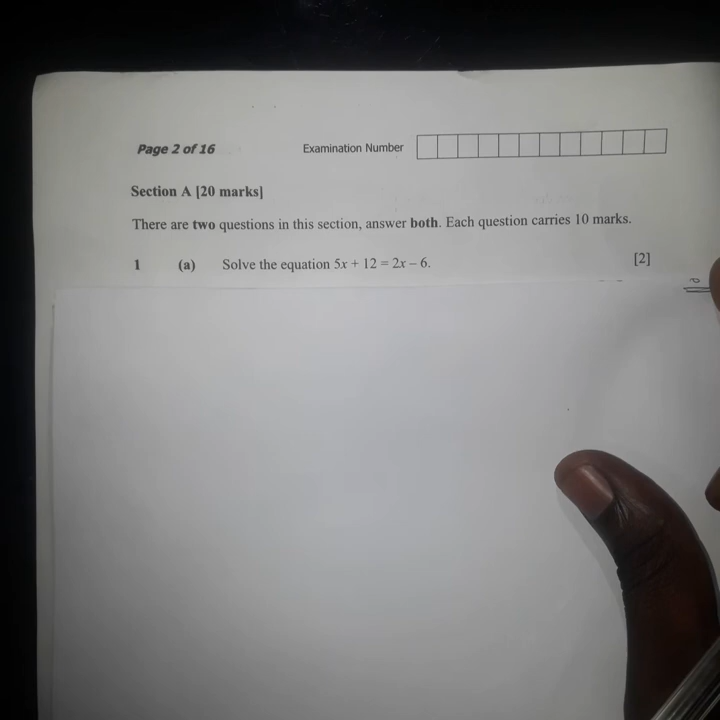 Page 2 of 16 Examination Number
Section A [20 marks]
There are two questions in this section, answer both. Each question carries 10 marks.
1 (a) Solve the equation 5x + 12 = 2x – 6. [2]